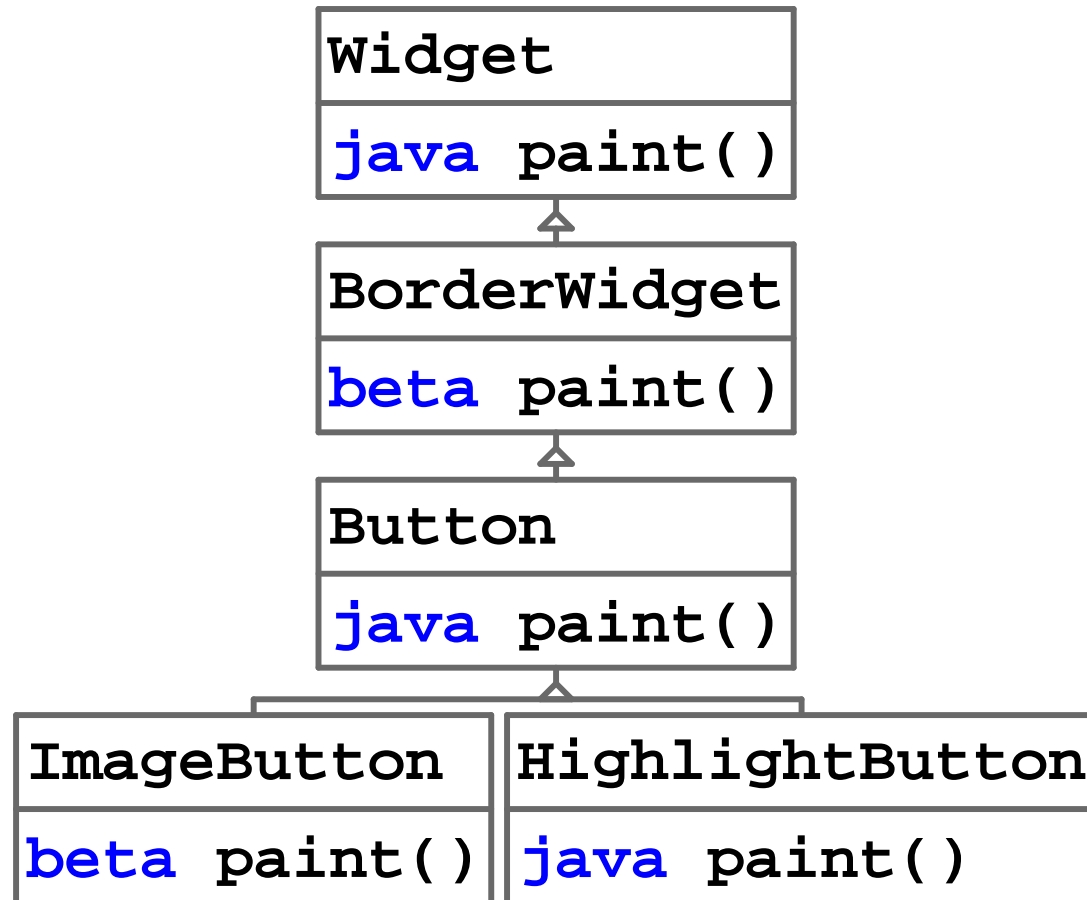 Widget
java paint()
BorderWidget
beta paint()
Button
java paint()
ImageButton
HighlightButton
beta paint()
java paint()